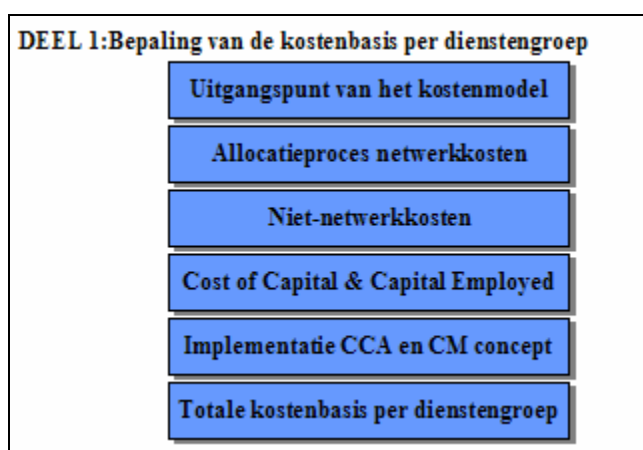 DEEL 1:Bepaling van de kostenbasis per dienstengroep
Uitgangspunt van het kostenmodel
Allocatieproces netwerkkosten
Niet-netwerkkosten
Cost of Capital & Capital Employed
Implementatie CCA en CM concept
Totale kostenbasis per dienstengroep